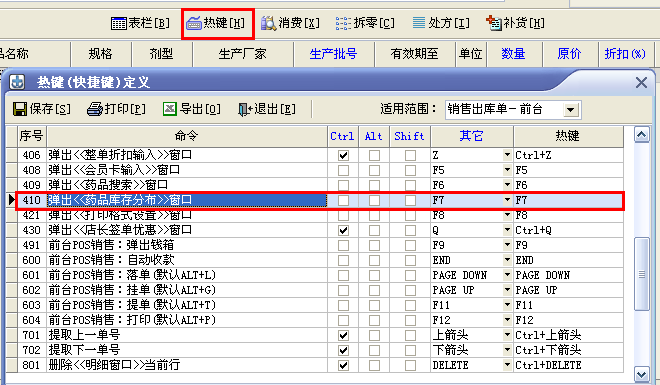 表栏[B] 热键[H] 消费[X] 拆零[C] 处方[I] 补货[H]
品名称 规格 剂型 生产厂家 生产批号 有效期至 单位 数量 原价 折扣(%)
热键(快捷键)定义
保存[S] 打印[P] 导出[O] 退出[E] 适用范围： 销售出库单-前台
序号 命令 Ctrl Alt Shift 其它 热键
406 弹出<<整单折扣输入>>窗口 Z Ctrl+Z
408 弹出<<会员卡输入>>窗口 F5 F5
409 弹出<<药品搜索>>窗口 F6 F6
410 弹出<<药品库存分布>>窗口 F7 F7
421 弹出<<打印格式设置>>窗口 F8 F8
430 弹出<<店长签单优惠>>窗口 Q Ctrl+Q
491 前台POS销售：弹出钱箱 F9 F9
600 前台POS销售：自动收款 END END
601 前台POS销售：落单(默认ALT+L) PAGE DOWN PAGE DOWN
602 前台POS销售：挂单(默认ALT+G) PAGE UP PAGE UP
603 前台POS销售：提单(默认ALT+T) F11 F11
604 前台POS销售：打印(默认ALT+P) F12 F12
701 提取上一单号 上箭头 Ctrl+上箭头
702 提取下一单号 下箭头 Ctrl+下箭头
801 删除<<明细窗口>>当前行 DELETE Ctrl+DELETE